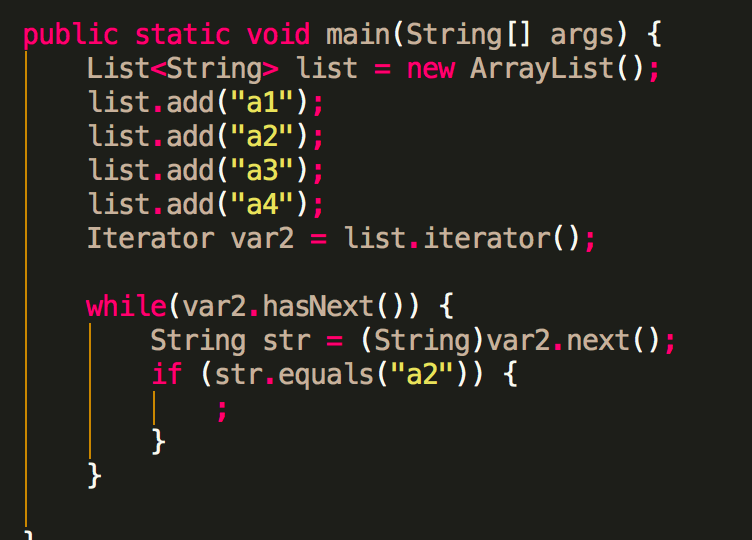 public static void main(String[] args) {
List<String> list = new ArrayList();
list.add("a1");
list.add("a2");
list.add("a3");
list.add("a4");
Iterator var2 = list.iterator();
while(var2.hasNext()) {
String str = (String)var2.next();
if (str.equals("a2")) {
;
}
}
}